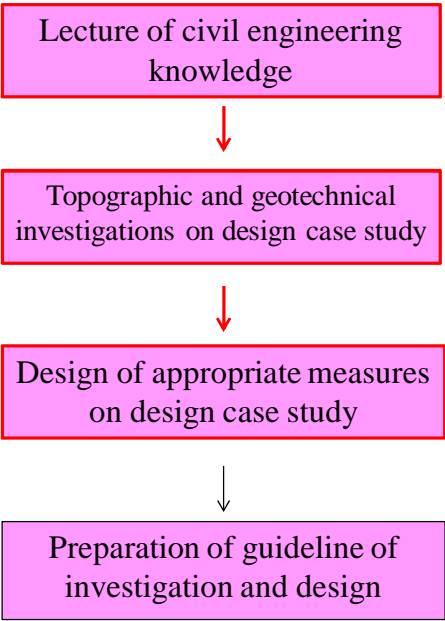 Lecture of civil engineering
knowledge
Topographic and geotechnical
investigations on design case study
Design of appropriate measures
on design case study
Preparation of guideline of
investigation and design